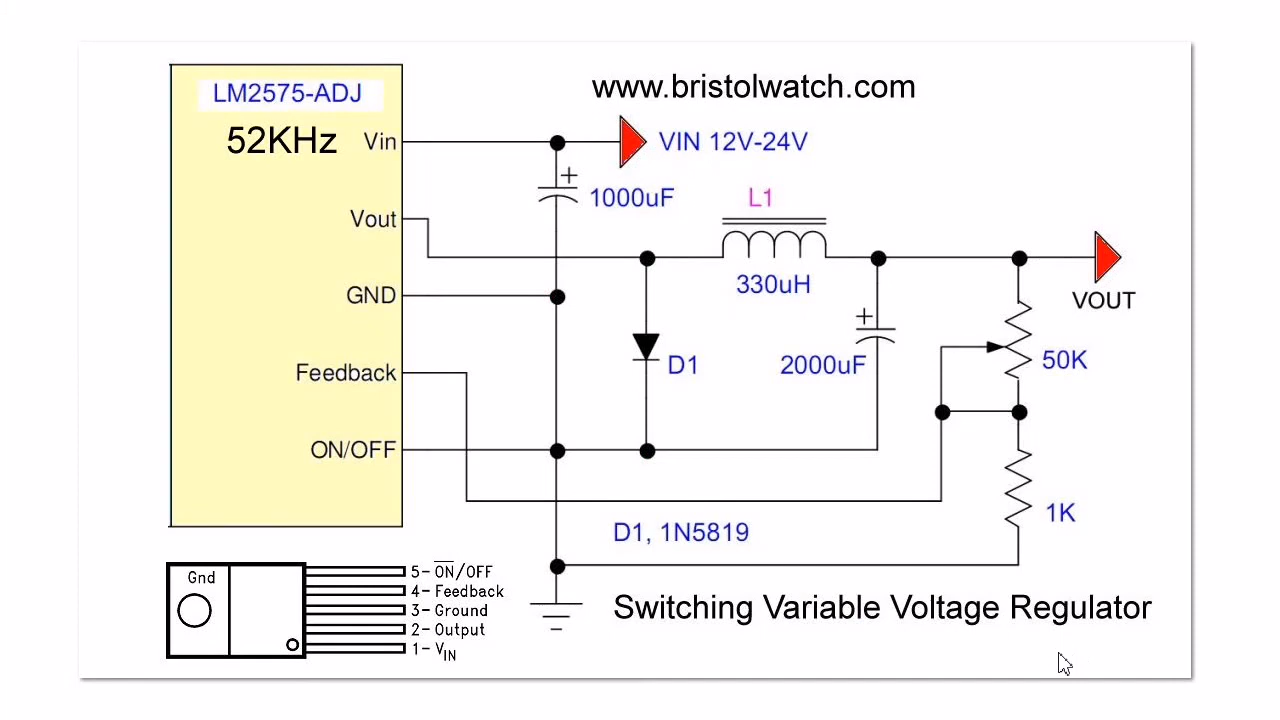 www.bristolwatch.com
LM2575-ADJ
52KHz
Vin
VIN 12V-24V
+
1000uF
L1
Vout
330uH
GND
VOUT
+
2000uF
D1
50K
Feedback
ON/OFF
1K
D1, 1N5819
Gnd
5- ON/OFF
4- Feedback
3- Ground
2- Output
1- VIN
Switching Variable Voltage Regulator